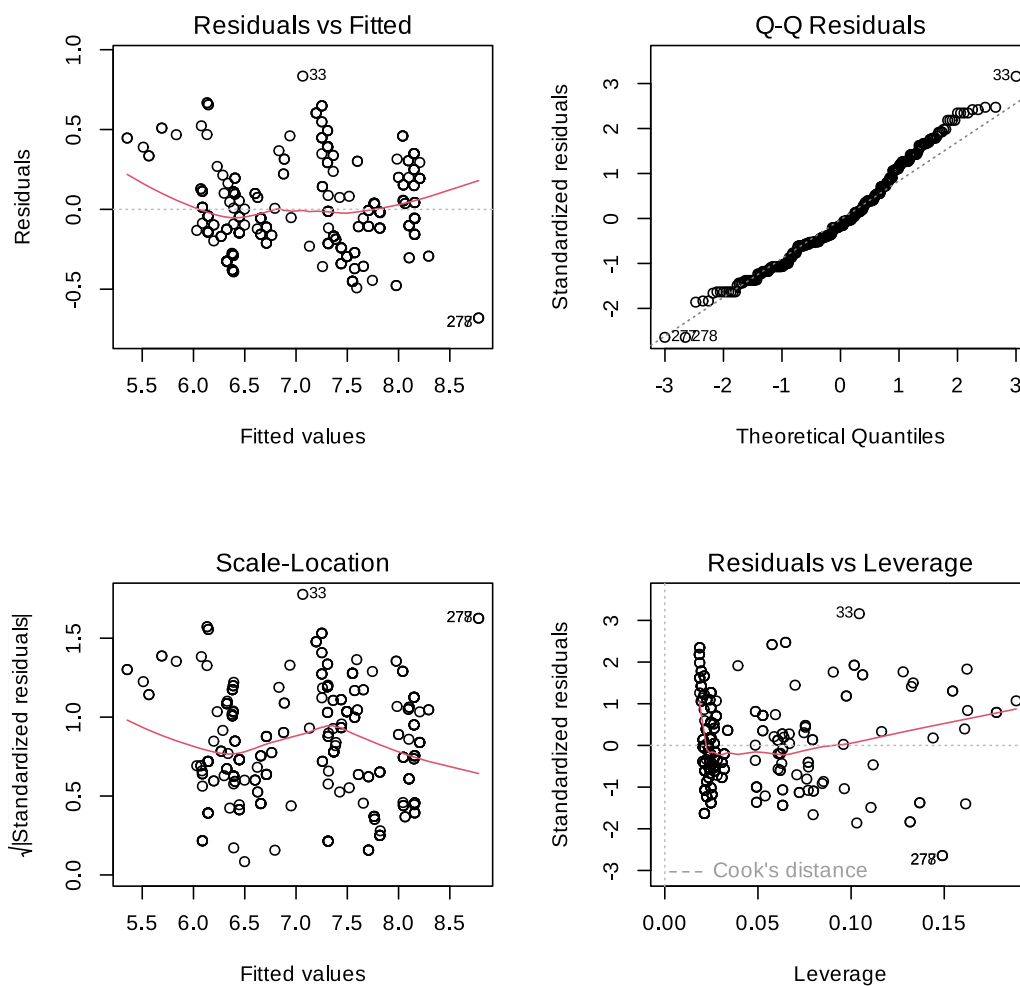 Residuals vs Fitted
Residuals
1.0
0.5
0.0
-0.5
33
278
5.5 6.0 6.5 7.0 7.5 8.0 8.5
Fitted values
Q-Q Residuals
Standardized residuals
3
2
1
0
-1
-2
33
277
278
-3 -2 -1 0 1 2 3
Theoretical Quantiles
Scale-Location
√|Standardized residuals|
1.5
1.0
0.5
0.0
33
278
5.5 6.0 6.5 7.0 7.5 8.0 8.5
Fitted values
Residuals vs Leverage
Standardized residuals
3
2
1
0
-1
-2
-3
33
278
Cook's distance
0.00 0.05 0.10 0.15
Leverage